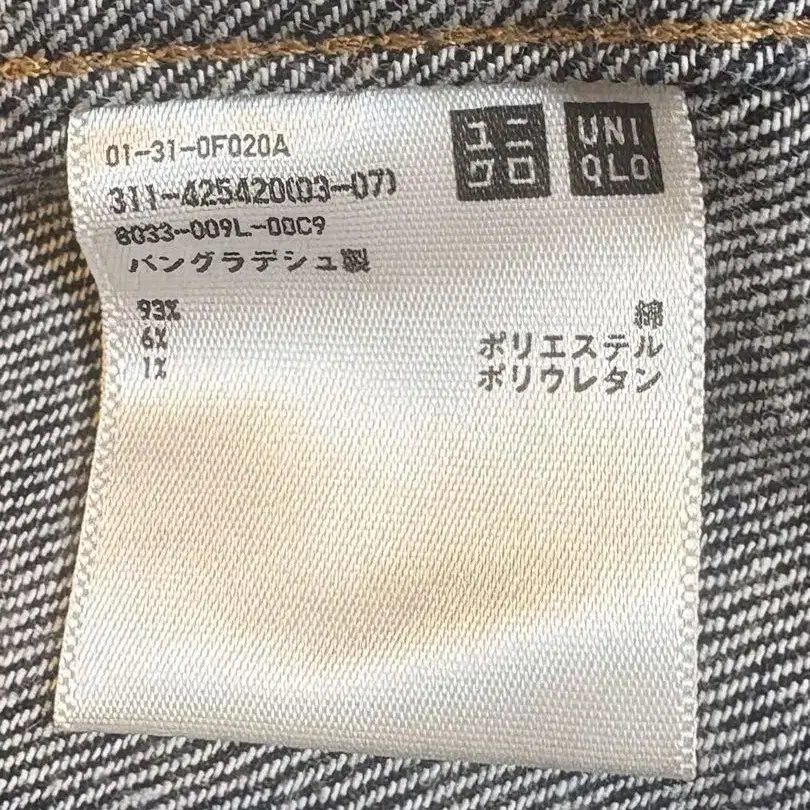 ユニ
クロ
UNI
QLO
01-31-0F020A
311-425420(03-07)
8033-009L-00C9
バングラデシュ製
93% 綿
6% ポリエステル
1% ポリウレタン